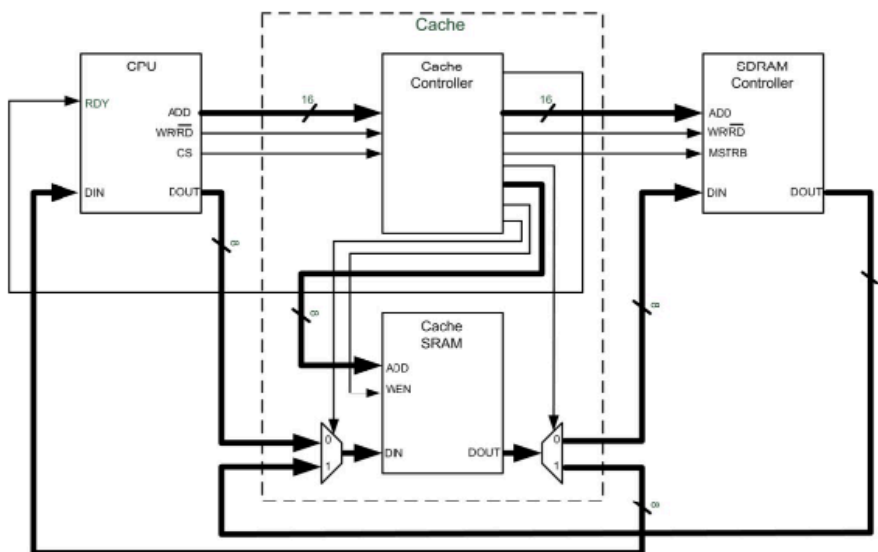 Cache
CPU
RDY
ADD
WR/RD
CS
DIN
DOUT
16
8
Cache
Controller
16
SDRAM
Controller
ADD
WR/RD
MSTRB
DIN
DOUT
8
8
Cache
SRAM
ADD
WEN
DIN
DOUT
0
1
0
1
8